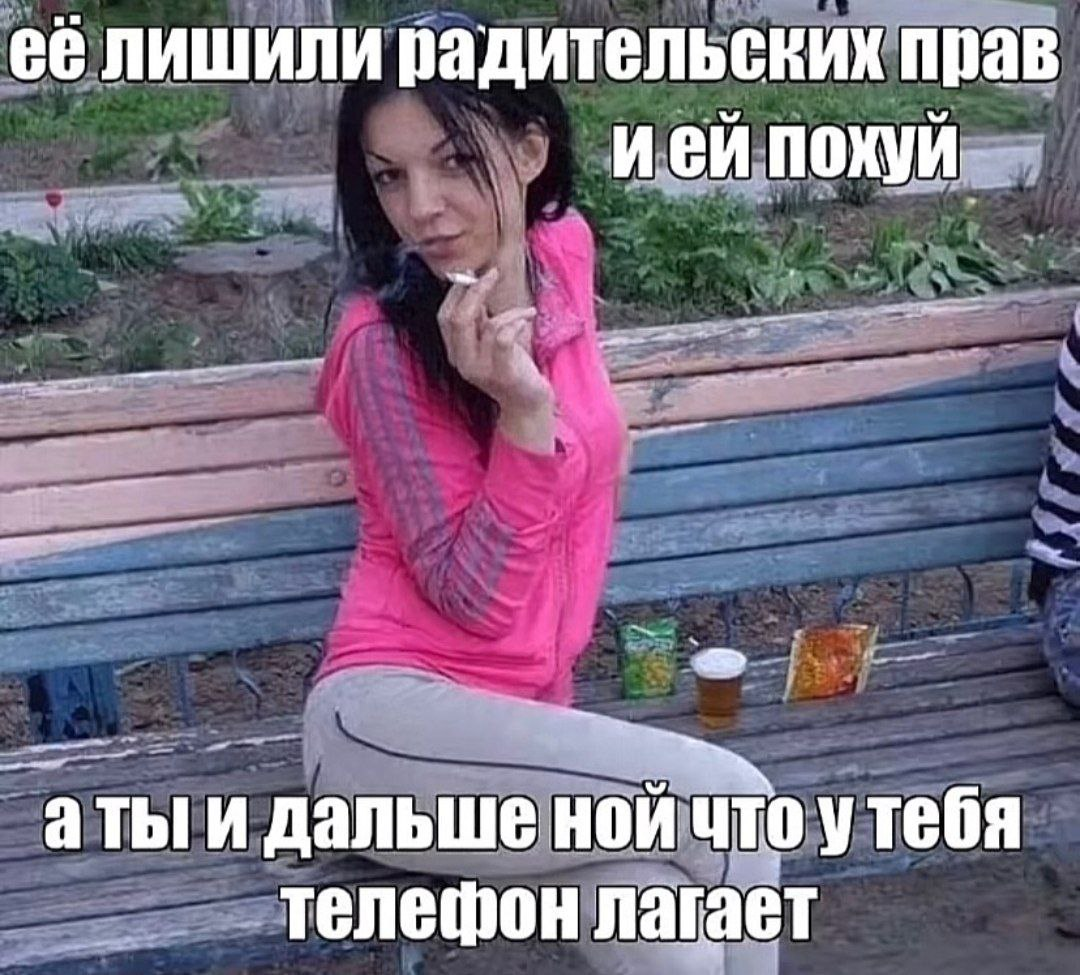 её лишили радительских прав
и ей похуй
а ты и дальше ной что у тебя
телефон лагает